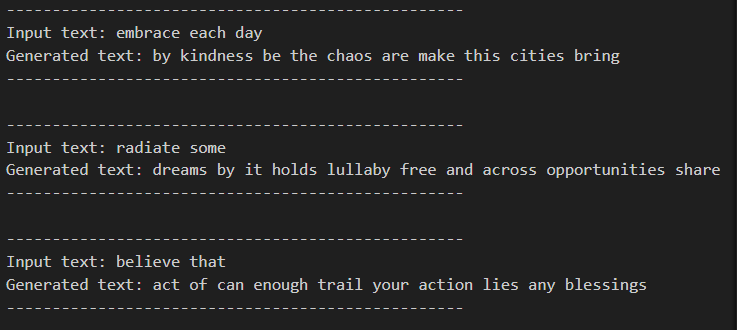 --------------------------------------------------
Input text: embrace each day
Generated text: by kindness be the chaos are make this cities bring
--------------------------------------------------
--------------------------------------------------
Input text: radiate some
Generated text: dreams by it holds lullaby free and across opportunities share
--------------------------------------------------
--------------------------------------------------
Input text: believe that
Generated text: act of can enough trail your action lies any blessings
--------------------------------------------------